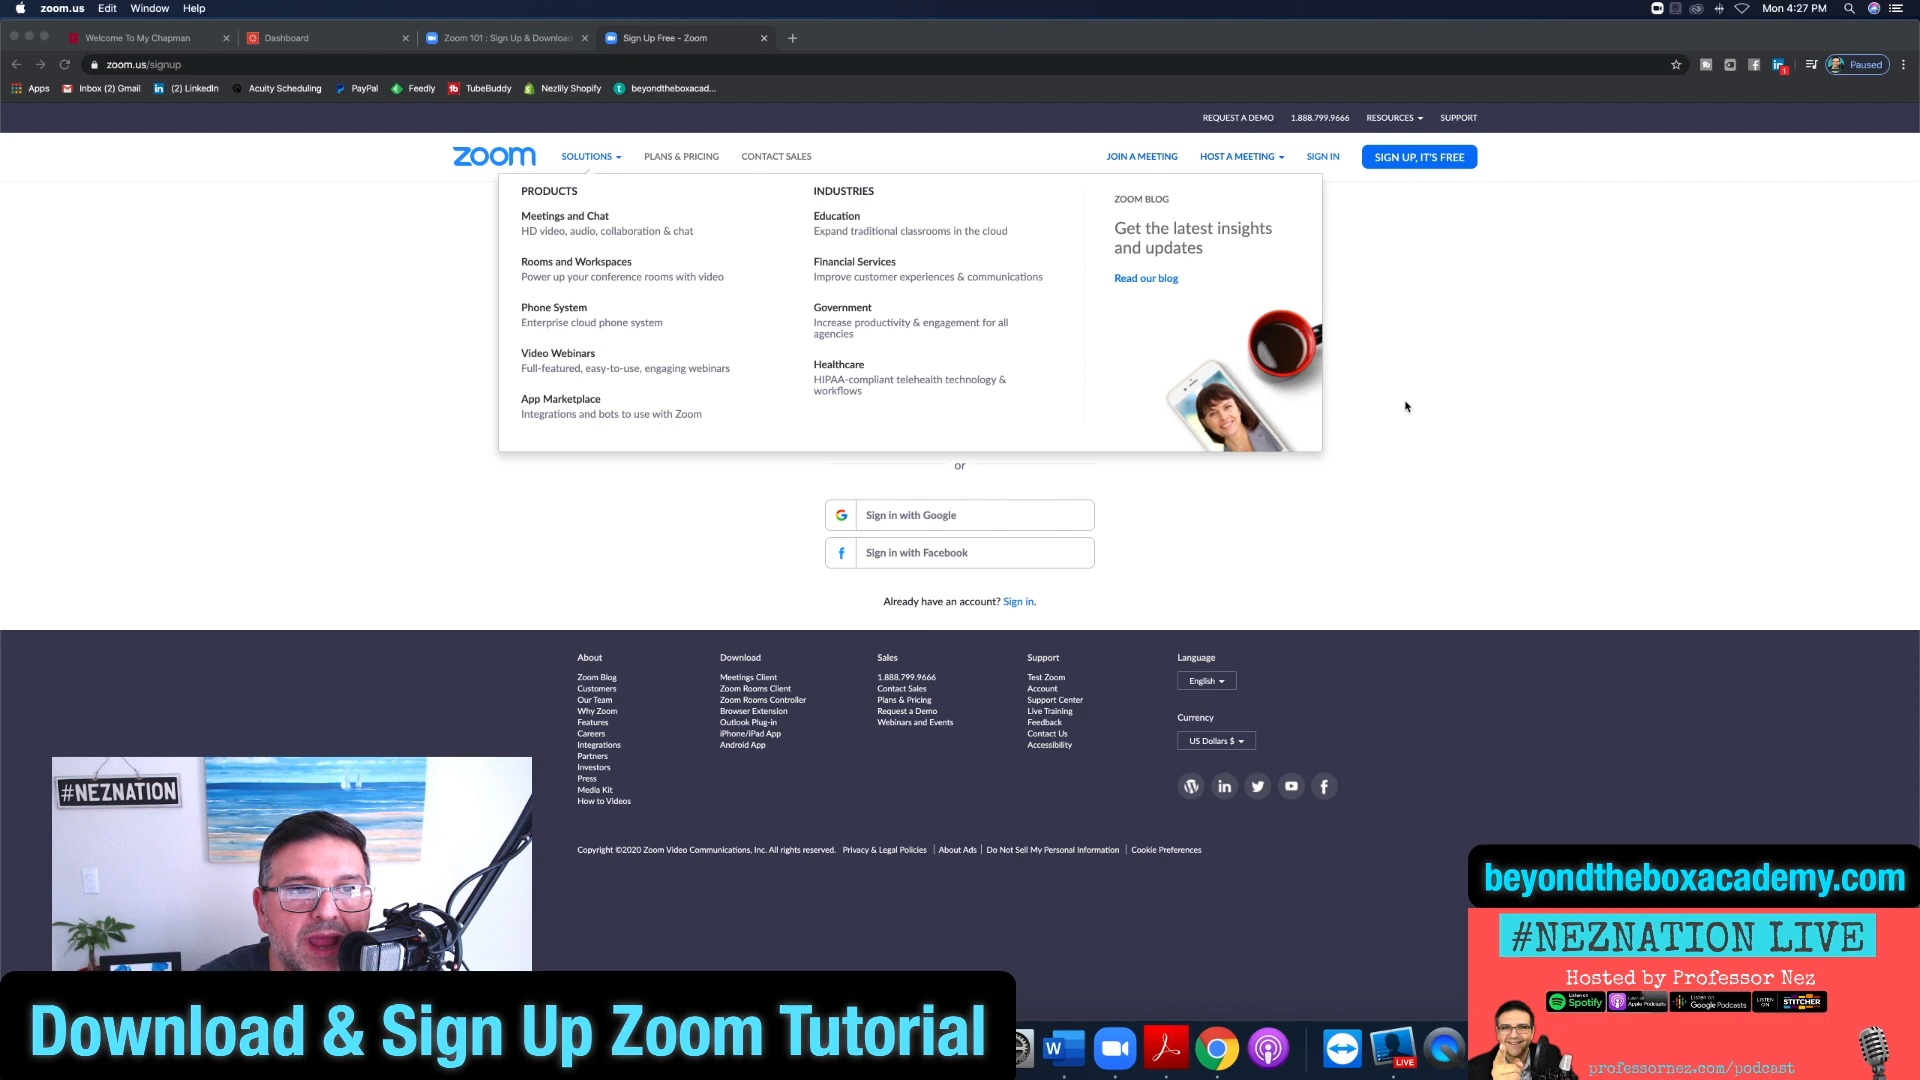 zoom.us Edit Window Help
Mon 4:27 PM
Welcome To My Chapman
Dashboard
Zoom 101 : Sign Up & Download
Sign Up Free - Zoom
zoom.us/signup
Paused
Apps
Inbox (2) Gmail
(2) LinkedIn
Acuity Scheduling
PayPal
Feedly
TubeBuddy
Nezlily Shopify
beyondtheboxacad...
REQUEST A DEMO 1.888.799.9666 RESOURCES SUPPORT
zoom
SOLUTIONS PLANS & PRICING CONTACT SALES
JOIN A MEETING HOST A MEETING SIGN IN SIGN UP, IT'S FREE
PRODUCTS
Meetings and Chat
HD video, audio, collaboration & chat
Rooms and Workspaces
Power up your conference rooms with video
Phone System
Enterprise cloud phone system
Video Webinars
Full-featured, easy-to-use, engaging webinars
App Marketplace
Integrations and bots to use with Zoom
INDUSTRIES
Education
Expand traditional classrooms in the cloud
Financial Services
Improve customer experiences & communications
Government
Increase productivity & engagement for all
agencies
Healthcare
HIPAA-compliant telehealth technology &
workflows
ZOOM BLOG
Get the latest insights
and updates
Read our blog
or
Sign in with Google
Sign in with Facebook
Already have an account? Sign in.
About
Zoom Blog
Customers
Our Team
Why Zoom
Features
Careers
Integrations
Partners
Investors
Press
Media Kit
How to Videos
Download
Meetings Client
Zoom Rooms Client
Zoom Rooms Controller
Browser Extension
Outlook Plug-in
iPhone/iPad App
Android App
Sales
1.888.799.9666
Contact Sales
Plans & Pricing
Request a Demo
Webinars and Events
Support
Test Zoom
Account
Support Center
Live Training
Feedback
Contact Us
Accessibility
Language
English
Currency
US Dollars $
Copyright ©2020 Zoom Video Communications, Inc. All rights reserved. Privacy & Legal Policies | About Ads | Do Not Sell My Personal Information | Cookie Preferences
#NEZNATION
Download & Sign Up Zoom Tutorial
LIVE
beyondtheboxacademy.com
#NEZNATION LIVE
Hosted by Professor Nez
Listen on Spotify
Listen on Apple Podcasts
Listen on Google Podcasts
LISTEN ON STITCHER
professornez.com/podcast